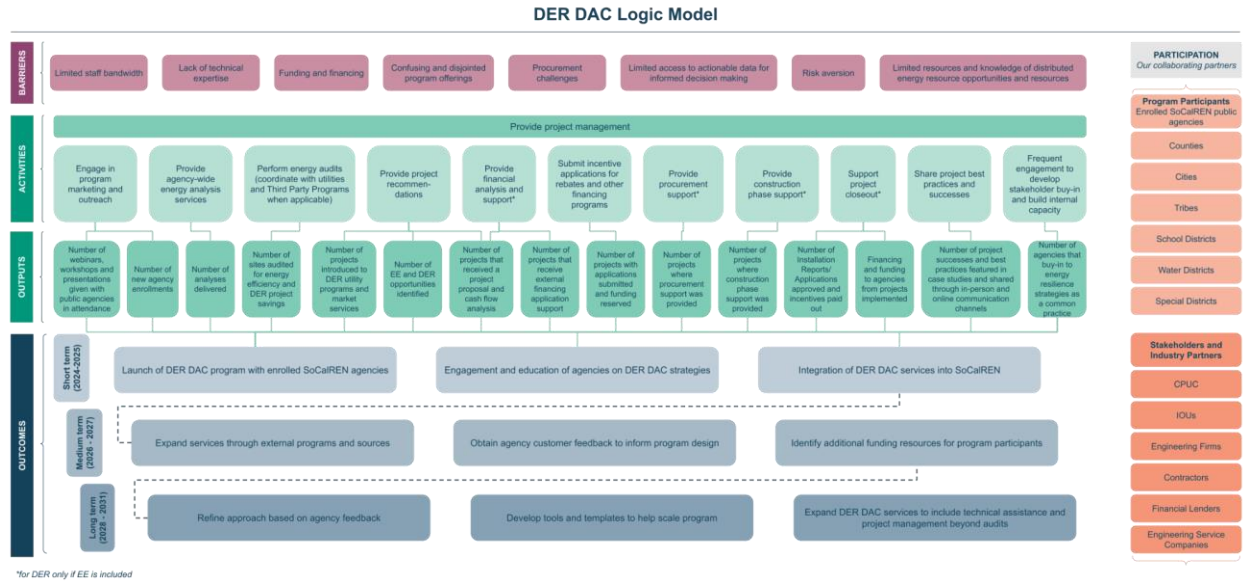 DER DAC Logic Model
BARRIERS
Limited staff bandwidth
Lack of technical
expertise
Funding and financing
Confusing and disjointed
program offerings
Procurement
challenges
Limited access to actionable data for
informed decision making
Risk aversion
Limited resources and knowledge of distributed
energy resource opportunities and resources
ACTIVITIES
Provide project management
Engage in
program
marketing and
outreach
Provide
agency-wide
energy analysis
services
Perform energy audits
(coordinate with utilities
and Third Party Programs
when applicable)
Provide project
recommen-
dations
Provide
financial
analysis and
support*
Submit incentive
applications for
rebates and other
financing
programs
Provide
procurement
support*
Provide
construction
phase support*
Support
project
closeout*
Share project best
practices and
successes
Frequent
engagement to
develop
stakeholder buy-in
and build internal
capacity
OUTPUTS
Number of
webinars,
workshops and
presentations
given with
public agencies
in attendance
Number of
new agency
enrollments
Number of
analyses
delivered
Number of
sites audited
for energy
efficiency and
DER project
savings
Number of
projects
introduced to
DER utility
programs and
market
services
Number of
EE and DER
opportunities
identified
Number of
projects that
received a
project
proposal and
cash flow
analysis
Number of
projects that
receive
external
financing
application
support
Number of
projects with
applications
submitted
and funding
reserved
Number of
projects
where
procurement
support was
provided
Number of
projects
where
construction
phase
support was
provided
Number of
Installation
Reports/
Applications
approved and
incentives paid
out
Financing
and funding
to agencies
from projects
implemented
Number of project
successes and best
practices featured in
case studies and shared
through in-person and
online communication
channels
Number of
agencies that
buy-in to
energy
resilience
strategies as
a common
practice
OUTCOMES
Short term
(2024-2025)
Launch of DER DAC program with enrolled SoCalREN agencies
Engagement and education of agencies on DER DAC strategies
Integration of DER DAC services into SoCalREN
Medium term
(2026 - 2027)
Expand services through external programs and sources
Obtain agency customer feedback to inform program design
Identify additional funding resources for program participants
Long term
(2028 - 2031)
Refine approach based on agency feedback
Develop tools and templates to help scale program
Expand DER DAC services to include technical assistance and
project management beyond audits
*for DER only if EE is included
PARTICIPATION
Our collaborating partners
Program Participants
Enrolled SoCalREN public
agencies
Counties
Cities
Tribes
School Districts
Water Districts
Special Districts
Stakeholders and
Industry Partners
CPUC
IOUs
Engineering Firms
Contractors
Financial Lenders
Engineering Service
Companies